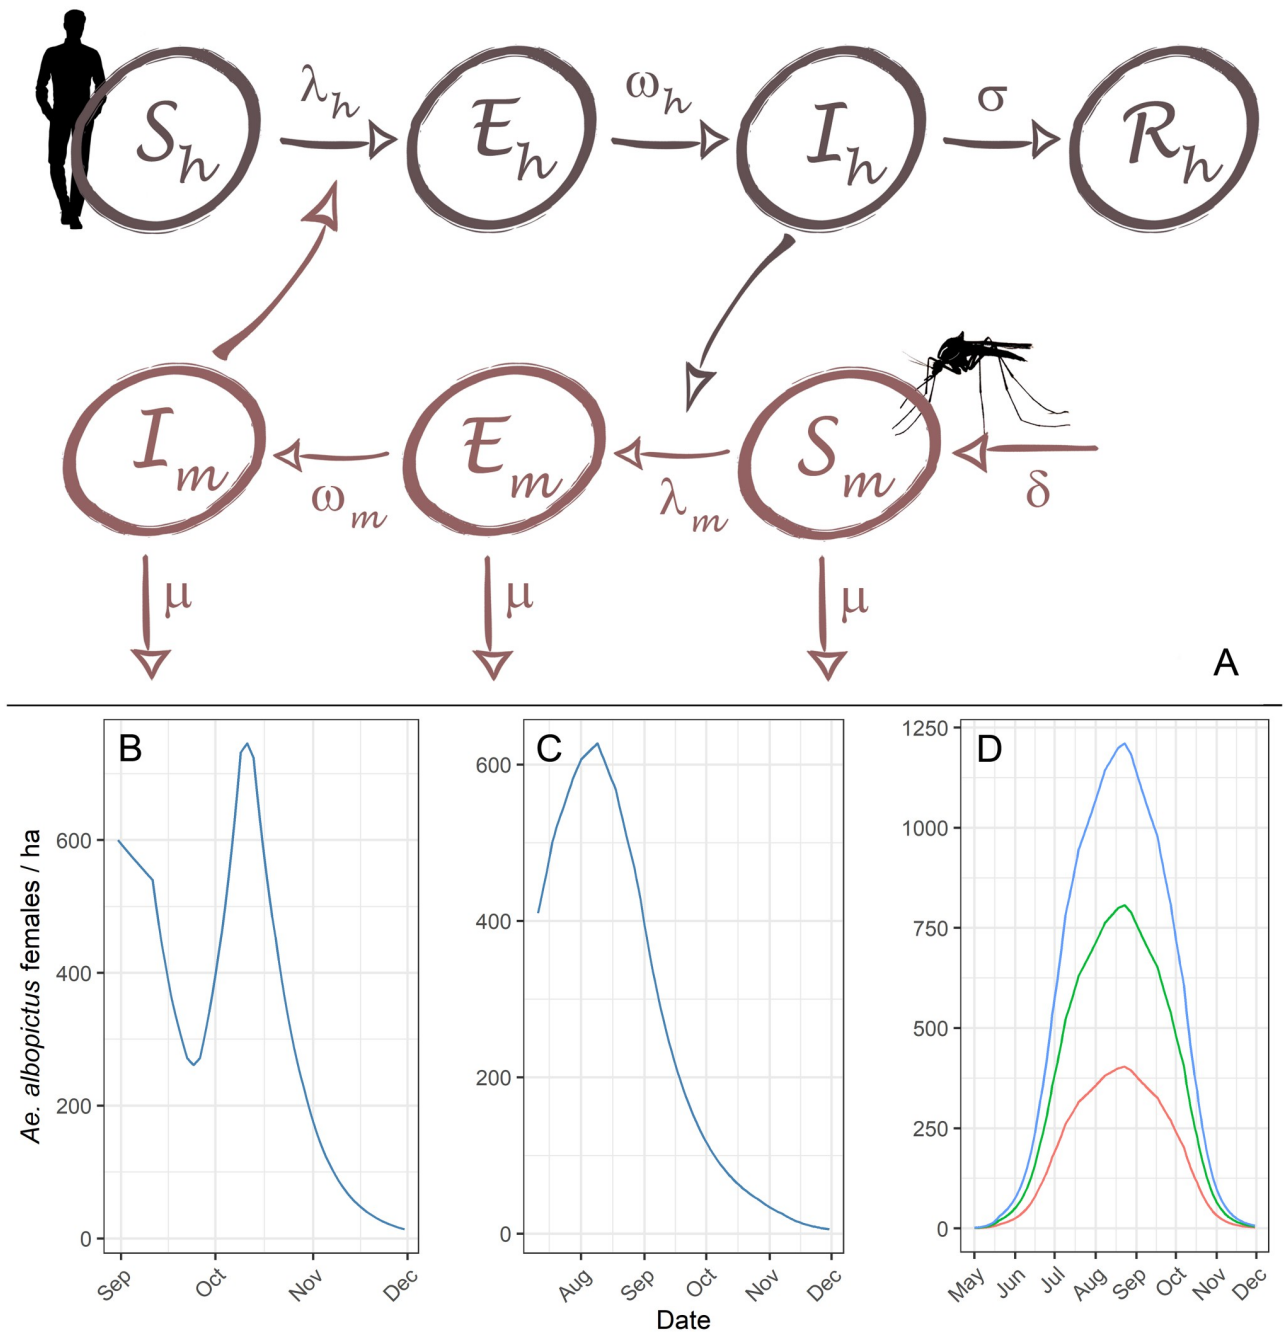 λh ωh σ
Sh Eh Ih Rh
Im Em Sm
ωm λm δ
μ μ μ
A
B C D
1250
1000
750
500
250
0
600
400
200
0
600
400
200
0
Ae. albopictus females / ha
Sep Oct Nov Dec
Aug Sep Oct Nov Dec
May Jun Jul Aug Sep Oct Nov Dec
Date